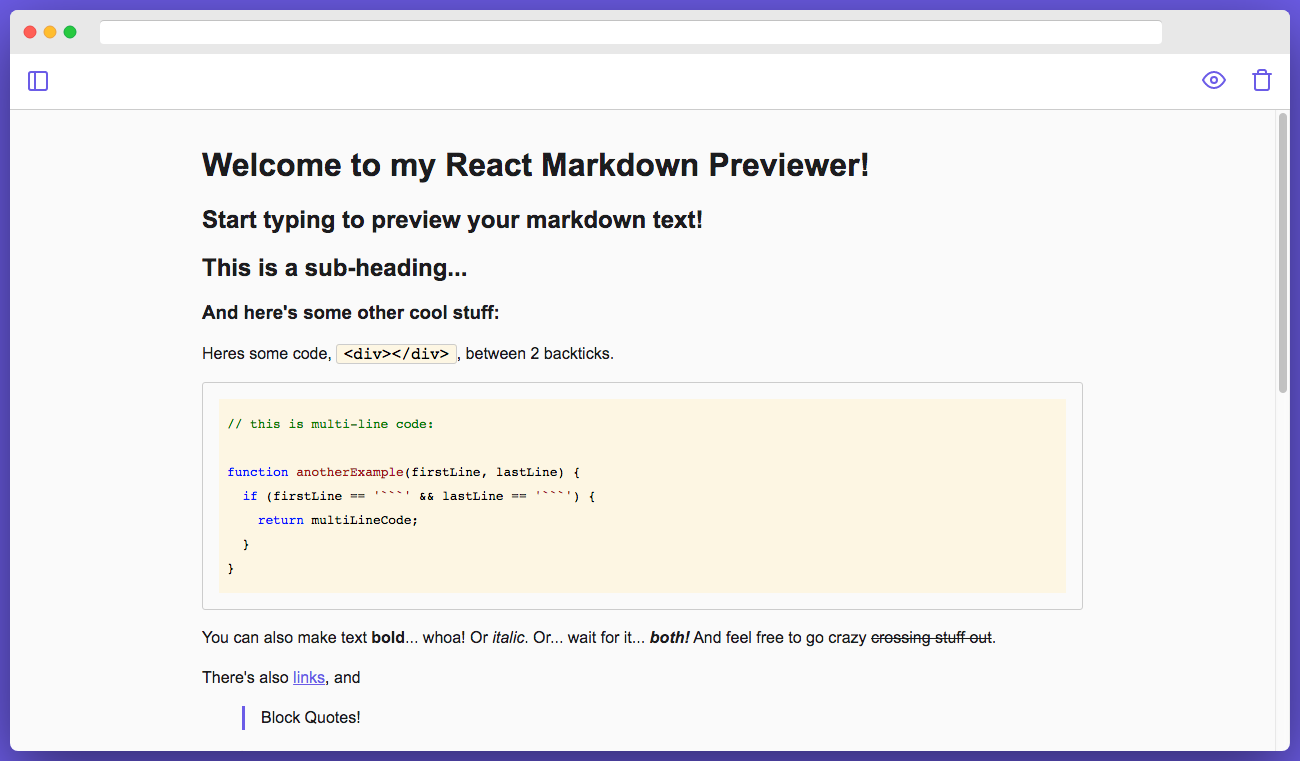 Welcome to my React Markdown Previewer!
Start typing to preview your markdown text!
This is a sub-heading...
And here's some other cool stuff:
Heres some code, <div></div>, between 2 backticks.
// this is multi-line code:
function anotherExample(firstLine, lastLine) {
  if (firstLine == '```' && lastLine == '```') {
    return multiLineCode;
  }
}
You can also make text bold... whoa! Or italic. Or... wait for it... both! And feel free to go crazy crossing stuff out.
There's also links, and
Block Quotes!